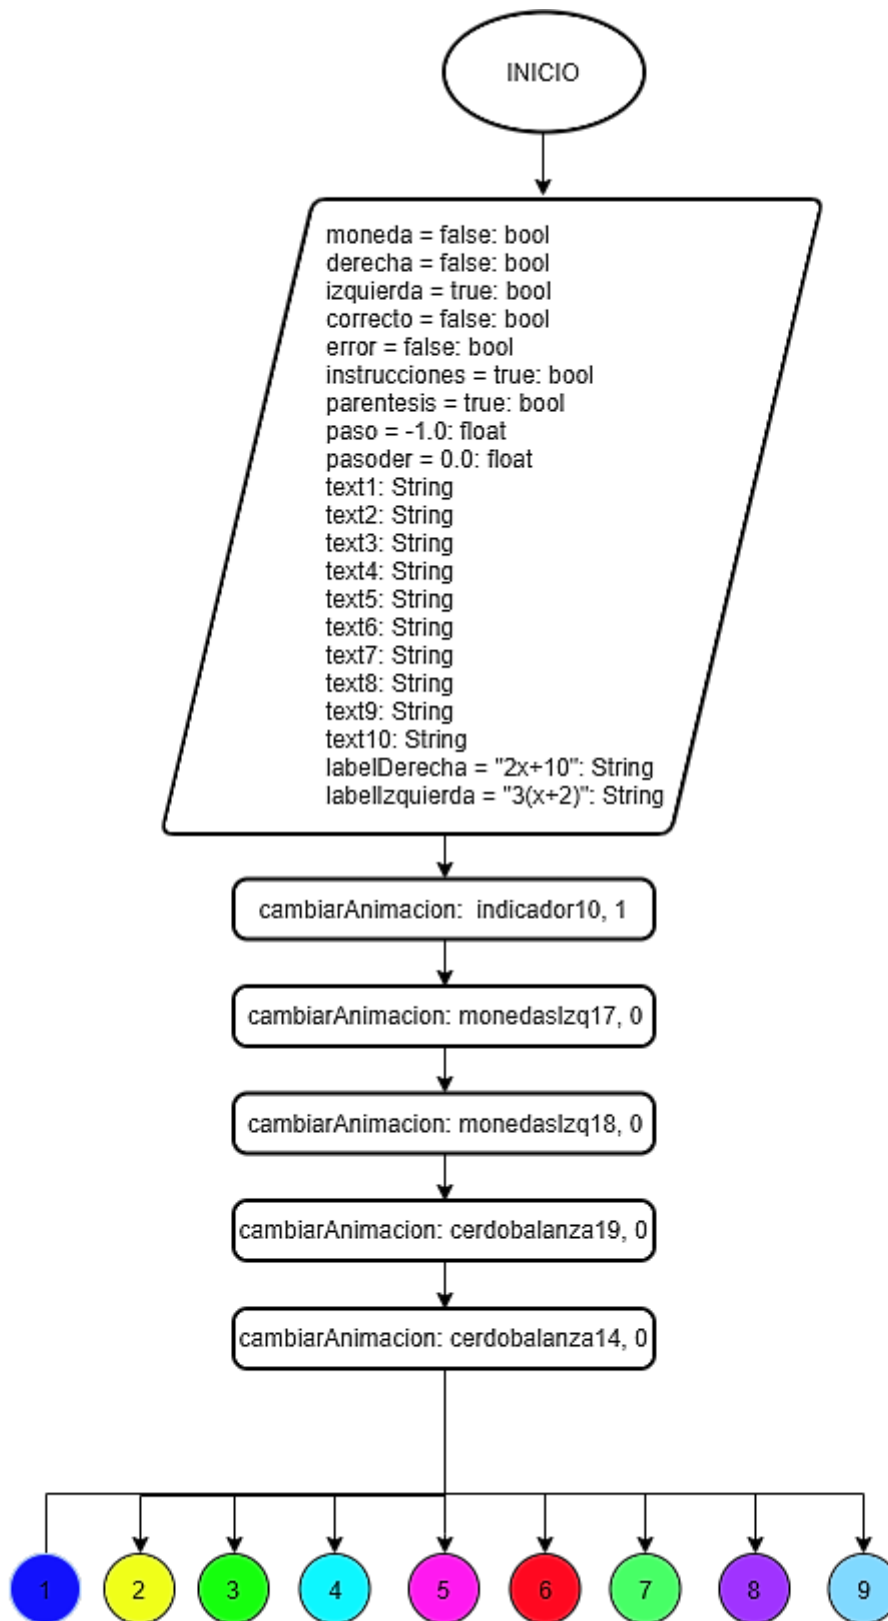 INICIO
moneda = false: bool
derecha = false: bool
izquierda = true: bool
correcto = false: bool
error = false: bool
instrucciones = true: bool
parentesis = true: bool
paso = -1.0: float
pasoder = 0.0: float
text1: String
text2: String
text3: String
text4: String
text5: String
text6: String
text7: String
text8: String
text9: String
text10: String
labelDerecha = "2x+10": String
labelIzquierda = "3(x+2)": String
cambiarAnimacion: indicador10, 1
cambiarAnimacion: monedasIzq17, 0
cambiarAnimacion: monedasIzq18, 0
cambiarAnimacion: cerdobalanza19, 0
cambiarAnimacion: cerdobalanza14, 0
1 2 3 4 5 6 7 8 9